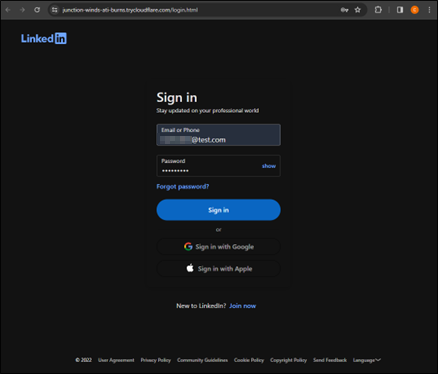 junction-winds-ati-burns.trycloudflare.com/login.html
LinkedIn
Sign in
Stay updated on your professional world
Email or Phone
@test.com
Password
•••••••••
show
Forgot password?
Sign in
or
Sign in with Google
Sign in with Apple
New to LinkedIn? Join now
© 2022 User Agreement Privacy Policy Community Guidelines Cookie Policy Copyright Policy Send Feedback Language